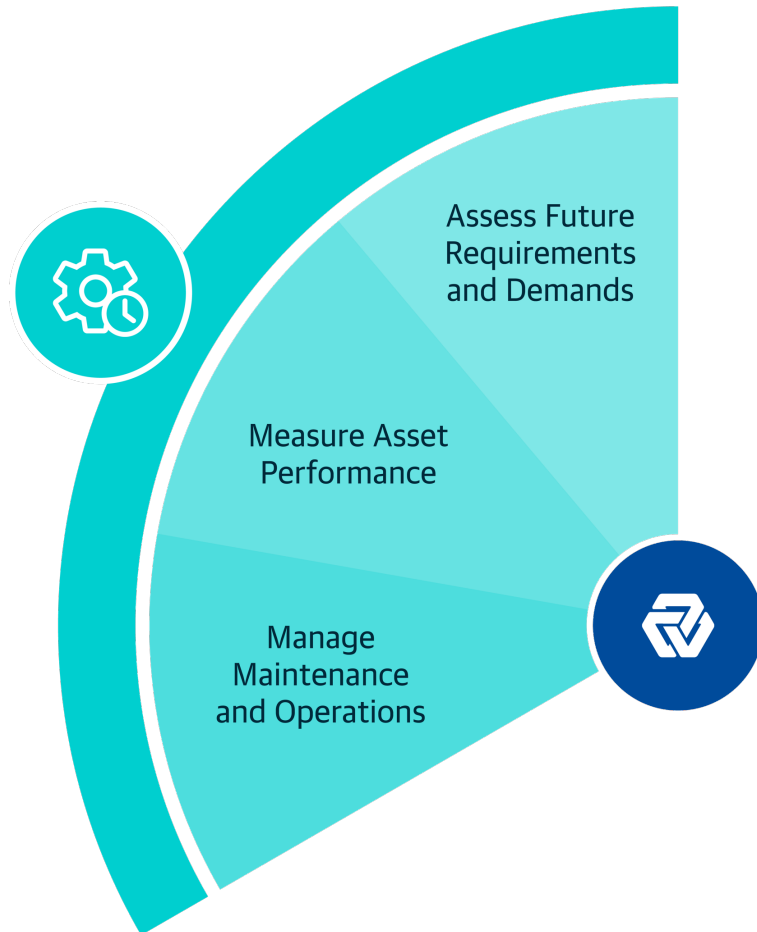 Assess Future
Requirements
and Demands
Measure Asset
Performance
Manage
Maintenance
and Operations